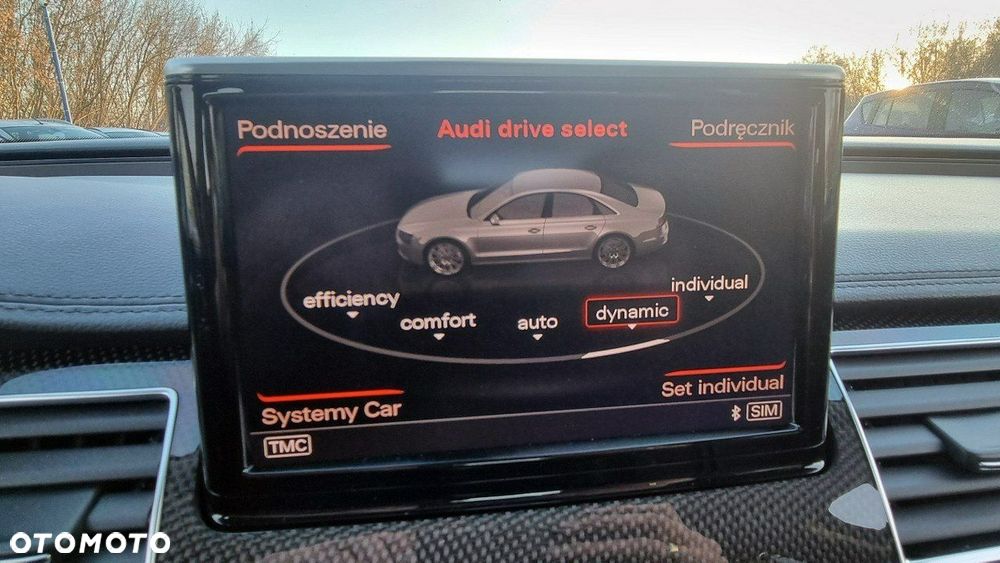 Podnoszenie
Audi drive select
Podręcznik
efficiency
comfort
auto
dynamic
individual
Systemy Car
Set individual
TMC
SIM
OTOMOTO